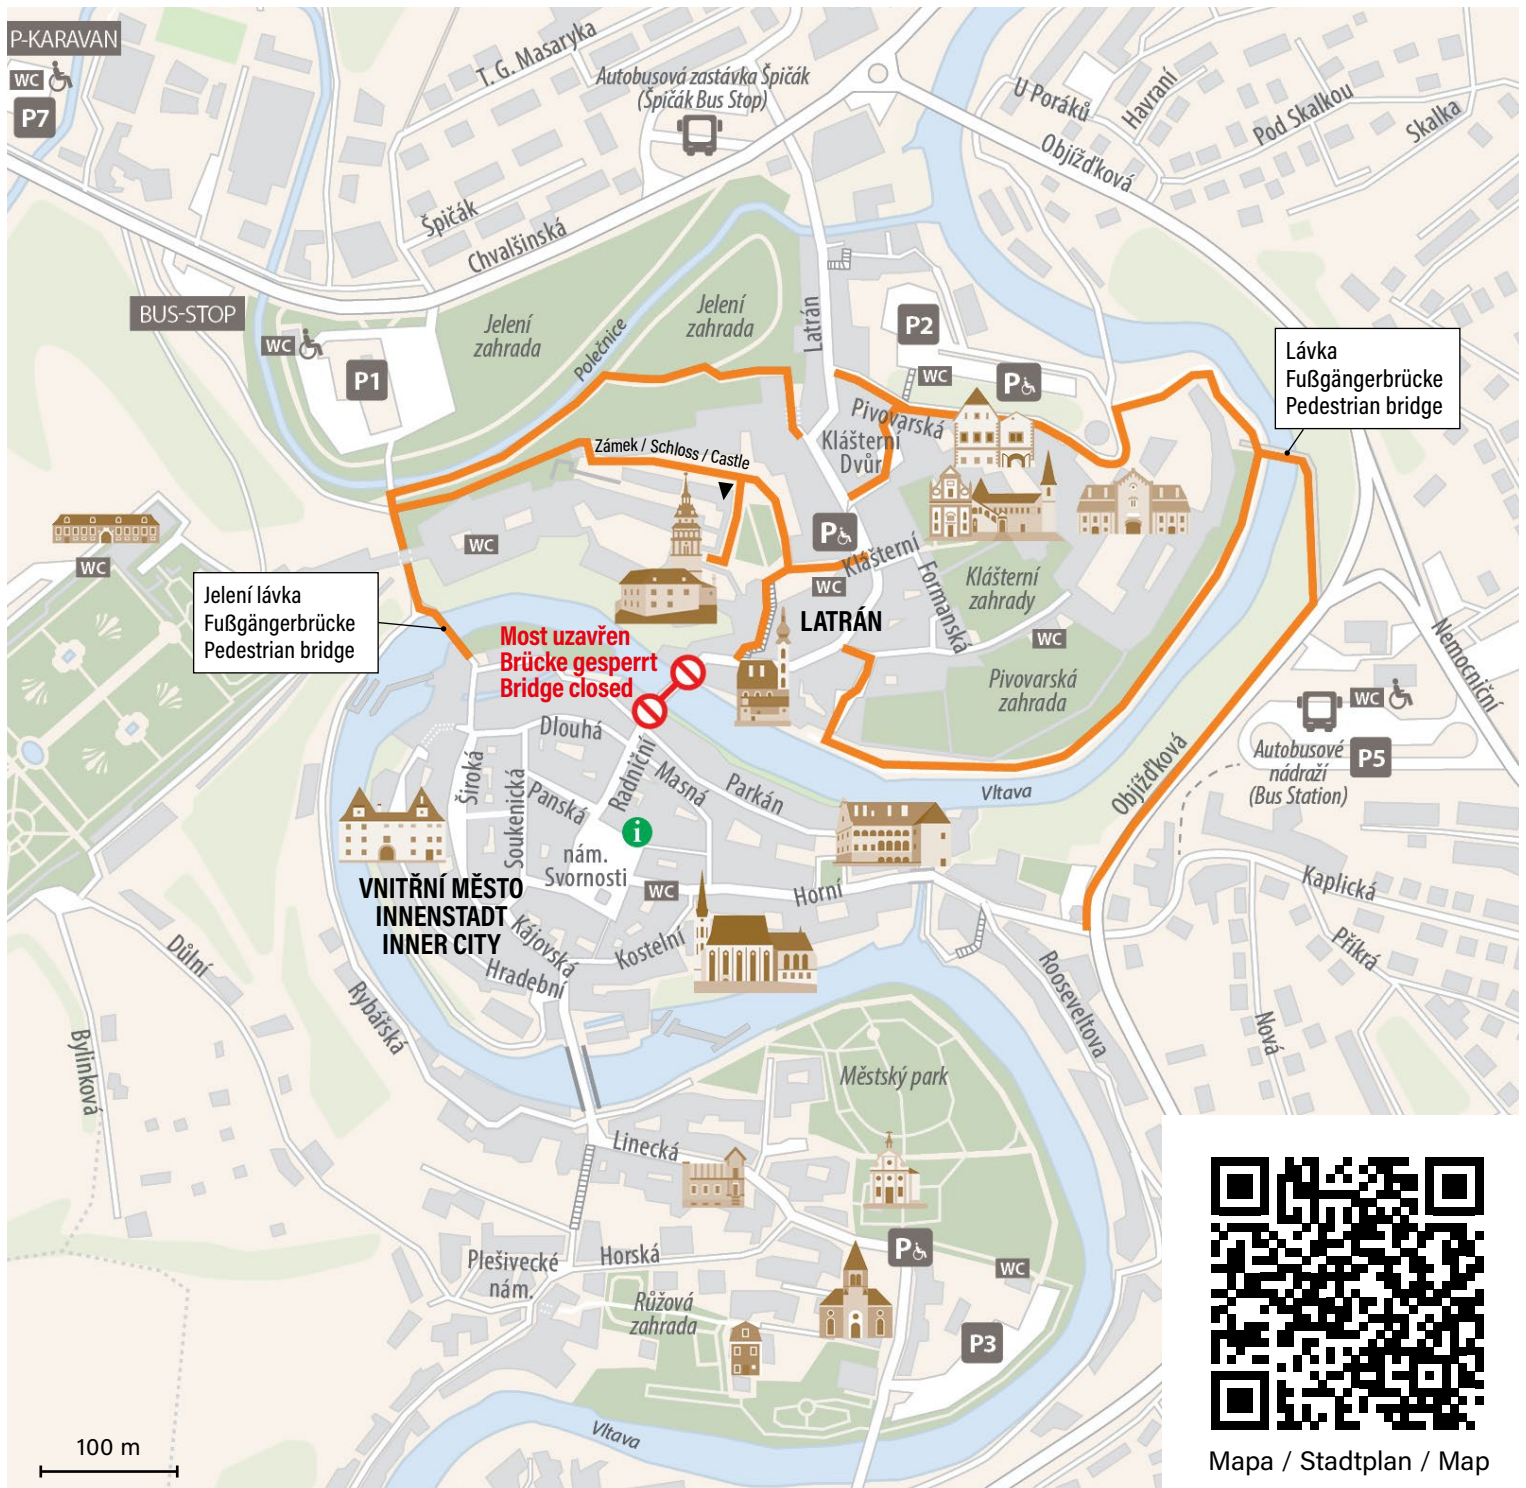 P-KARAVAN
WC
P7
T. G. Masaryka
Autobusová zastávka Špičák
(Špičák Bus Stop)
U Poráků
Havraní
Pod Skalkou
Skalka
Objížďková
Špičák
Chvalšinská
BUS-STOP
WC
P1
Jelení
zahrada
Polečnice
Jelení
zahrada
Latrán
P2
WC
P
Lávka
Fußgängerbrücke
Pedestrian bridge
Pivovarská
Klášterní
Dvůr
Zámek / Schloss / Castle
WC
WC
P
Klášterní
WC
Formanská
Klášterní
zahrady
WC
LATRÁN
Jelení lávka
Fußgängerbrücke
Pedestrian bridge
Most uzavřen
Brücke gesperrt
Bridge closed
Pivovarská
zahrada
Nemocniční
WC
Autobusové
nádraží
(Bus Station)
P5
Objížďková
Vltava
Dlouhá
Široká
Soukenická
Panská
Radniční
Masná
Parkán
i
nám.
Svornosti
WC
Horní
VNITŘNÍ MĚSTO
INNENSTADT
INNER CITY
Kájovská
Hradební
Kostelní
Kaplická
Příkrá
Nová
Rooseveltova
Důlní
Rybářská
Bylinková
Městský park
Linecká
Plešivecké
nám.
Horská
P
WC
Růžová
zahrada
P3
Vltava
100 m
Mapa / Stadtplan / Map